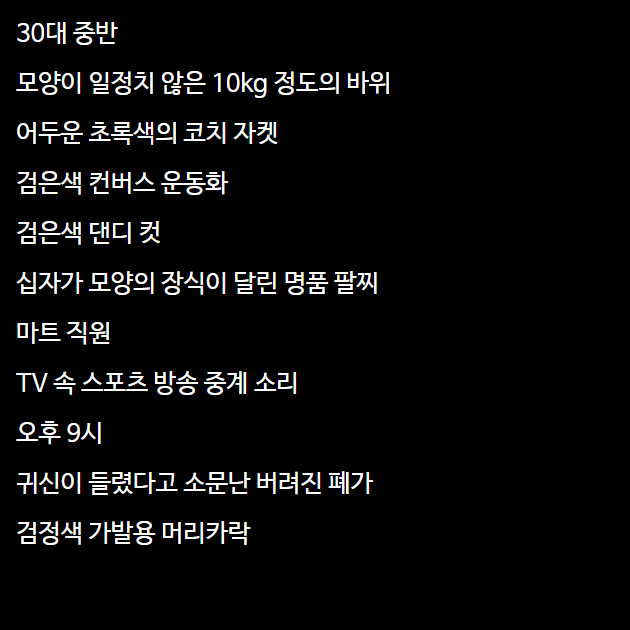 30대 중반
모양이 일정치 않은 10kg 정도의 바위
어두운 초록색의 코치 자켓
검은색 컨버스 운동화
검은색 댄디 컷
십자가 모양의 장식이 달린 명품 팔찌
마트 직원
TV 속 스포츠 방송 중계 소리
오후 9시
귀신이 들렸다고 소문난 버려진 폐가
검정색 가발용 머리카락